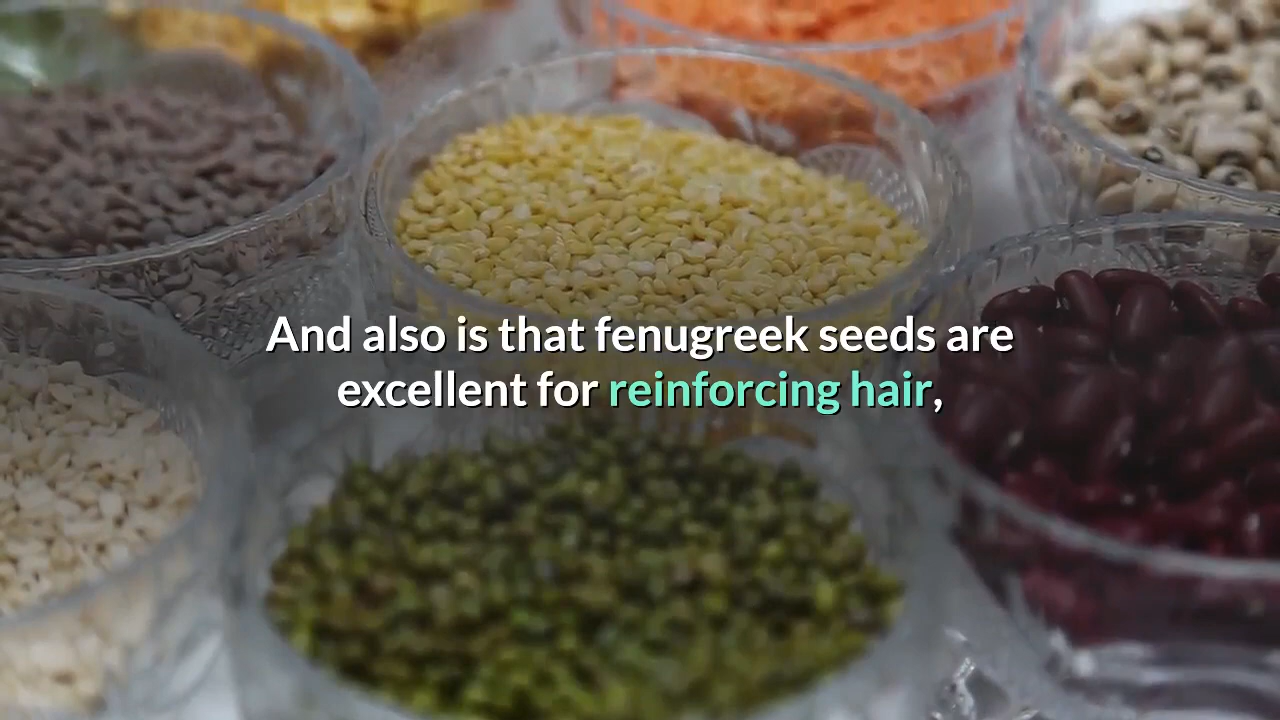 And also is that fenugreek seeds are
excellent for reinforcing hair,